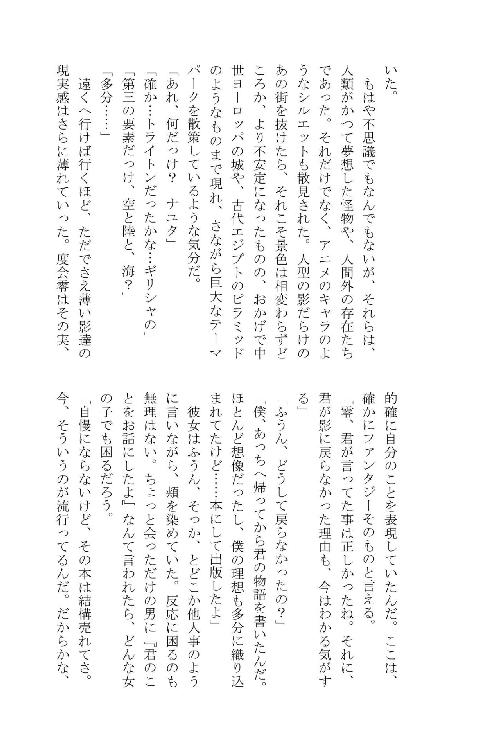 いた。
　もはや不思議でもなんでもないが、それらは、
人類がかつて夢想した怪物や、人間外の存在たち
であった。それだけでなく、アニメのキャラのよ
うなシルエットも散見された。人型の影だらけの
あの街を抜けたら、それこそ景色は相変わらずど
ころか、より不安定になったものの、おかげで中
世ヨーロッパの城や、古代エジプトのピラミッド
のようなものまで現れ、さながら巨大なテーマ
パークを散策しているような気分だ。
「あれ、何だっけ？　ナユタ」
「確か…トライトンだったかな…ギリシャの」
「第三の要素だっけ、空と陸と、海？」
「多分……」
　遠くへ行けば行くほど、ただでさえ薄い影達の
現実感はさらに薄れていった。度会零はその実、
的確に自分のことを表現していたんだ。ここは、
確かにファンタジーそのものと言える。
「零、君が言ってた事は正しかったね。それに、
君が影に戻らなかった理由も、今はわかる気がす
る」
　ふうん、どうして戻らなかったの？」
「僕、あっちへ帰ってから君の物語を書いたんだ。
ほとんど想像だったし、僕の理想も多分に織り込
まれてたけど……本にして出版したよ」
　彼女はふうん、そっか、とどこか他人事のよう
に言いながら、頬を染めていた。反応に困るのも
無理はない。ちょっと会っただけの男に『君のこ
とをお話にしたよ』なんて言われたら、どんな女
の子でも困るだろう。
「自慢にならないけど、その本は結構売れてさ。
今、そういうのが流行ってるんだ。だからかな、